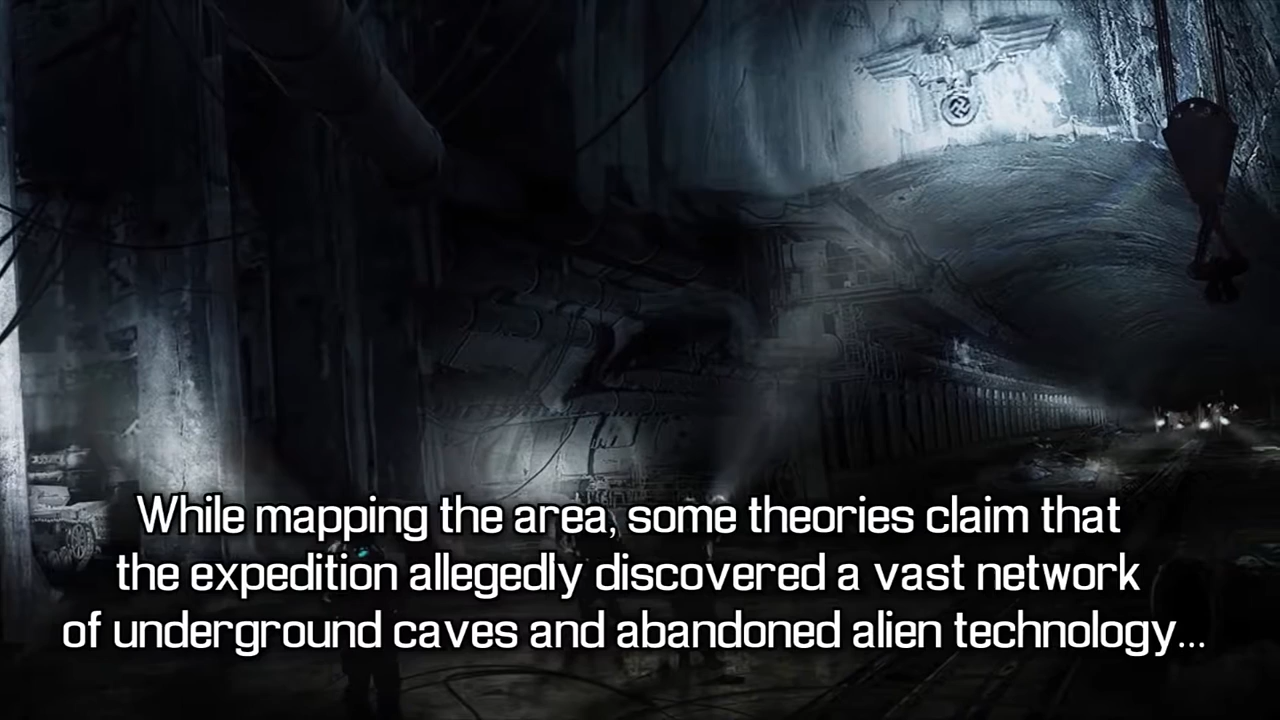 While mapping the area, some theories claim that
the expedition allegedly discovered a vast network
of underground caves and abandoned alien technology...